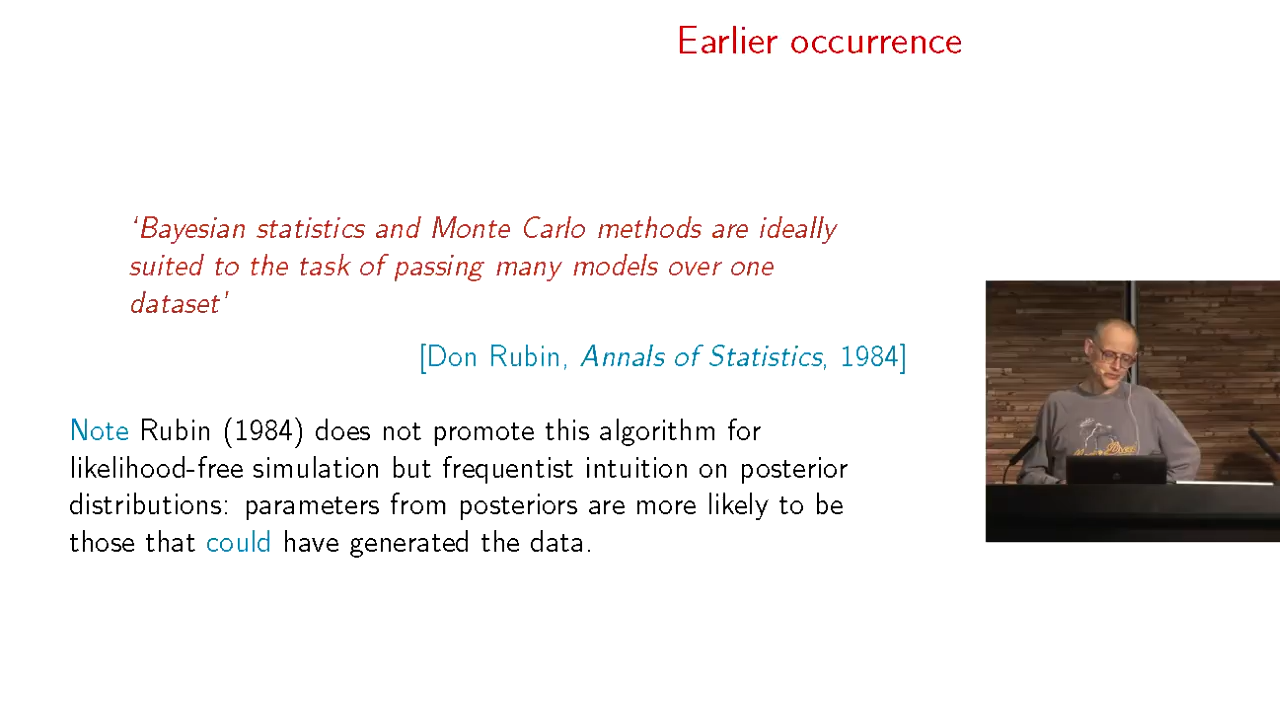 Earlier occurrence
‘Bayesian statistics and Monte Carlo methods are ideally
suited to the task of passing many models over one
dataset’
[Don Rubin, Annals of Statistics, 1984]
Note Rubin (1984) does not promote this algorithm for
likelihood-free simulation but frequentist intuition on posterior
distributions: parameters from posteriors are more likely to be
those that could have generated the data.